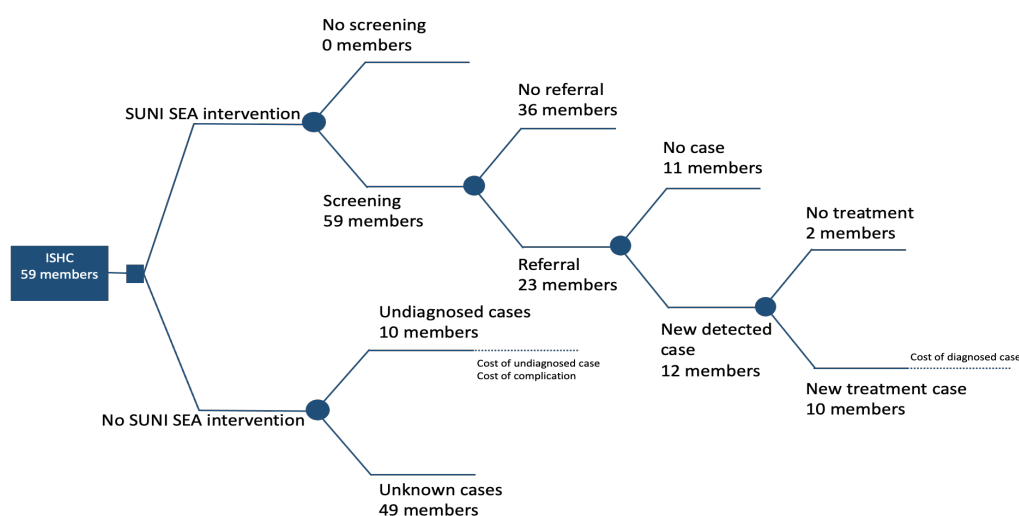 No screening
0 members
SUNI SEA intervention
No referral
36 members
No case
11 members
Screening
59 members
No treatment
2 members
ISHC
59 members
Referral
23 members
Undiagnosed cases
10 members
New detected
case
12 members
Cost of undiagnosed case
Cost of complication
Cost of diagnosed case
New treatment case
10 members
No SUNI SEA intervention
Unknown cases
49 members